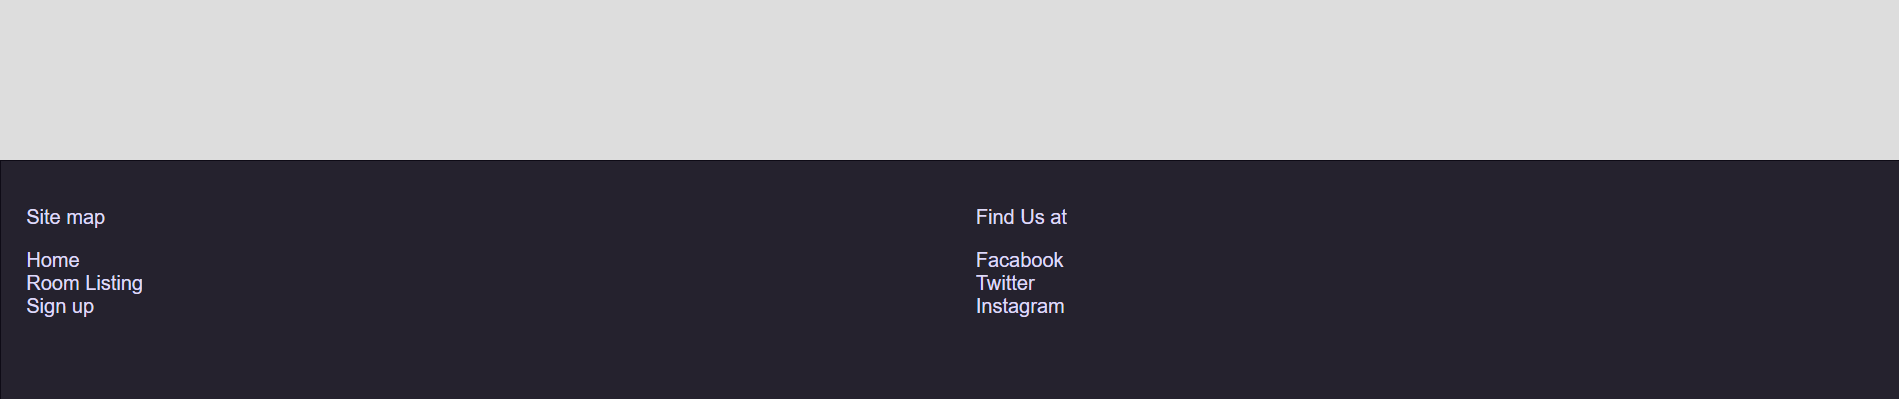 Site map
Home
Room Listing
Sign up
Find Us at
Facabook
Twitter
Instagram